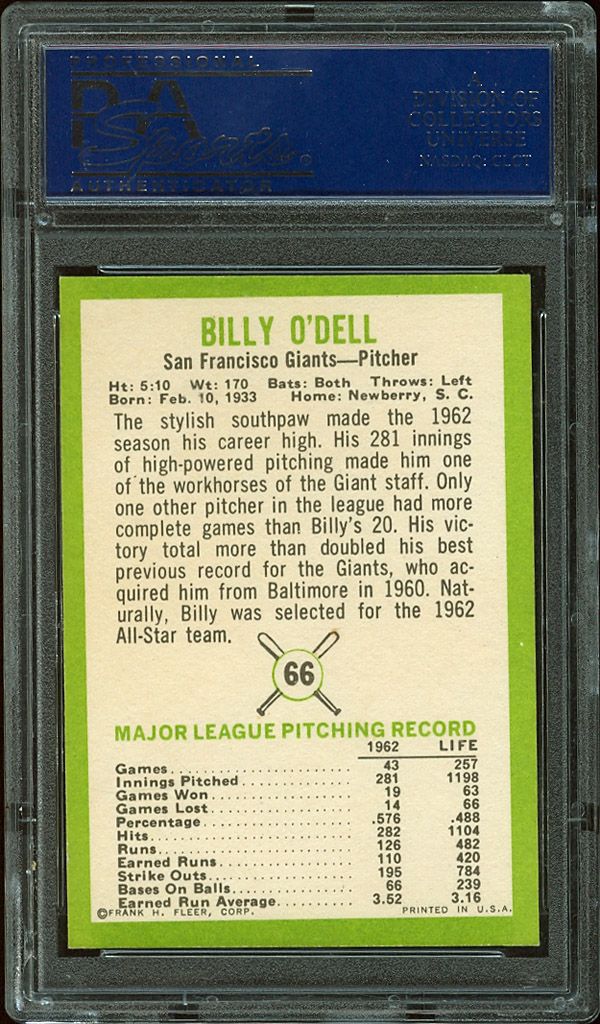 PROFESSIONAL
PSA
Sports
AUTHENTICATOR
A
DIVISION OF
COLLECTORS
UNIVERSE
NASDAQ: CLCT
BILLY O'DELL
San Francisco Giants—Pitcher
Ht: 5:10 Wt: 170 Bats: Both Throws: Left
Born: Feb. 10, 1933 Home: Newberry, S. C.
The stylish southpaw made the 1962
season his career high. His 281 innings
of high-powered pitching made him one
of the workhorses of the Giant staff. Only
one other pitcher in the league had more
complete games than Billy's 20. His vic-
tory total more than doubled his best
previous record for the Giants, who ac-
quired him from Baltimore in 1960. Nat-
urally, Billy was selected for the 1962
All-Star team.
66
MAJOR LEAGUE PITCHING RECORD
1962 LIFE
Games 43 257
Innings Pitched 281 1198
Games Won 19 63
Games Lost 14 66
Percentage .576 .488
Hits 282 1104
Runs 126 482
Earned Runs 110 420
Strike Outs 195 784
Bases On Balls 66 239
Earned Run Average 3.52 3.16
©FRANK H. FLEER, CORP. PRINTED IN U.S.A.